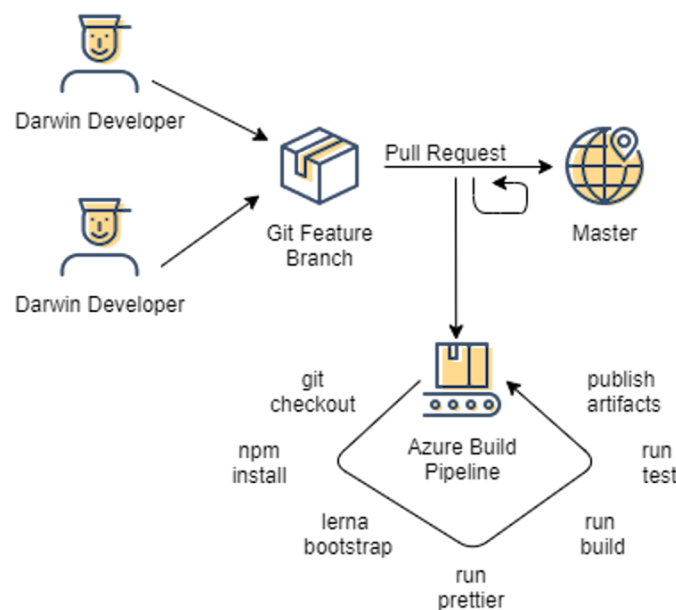 Darwin Developer
Pull Request
Git Feature
Branch
Master
Darwin Developer
git
checkout
publish
artifacts
Azure Build
Pipeline
npm
install
run
test
lerna
bootstrap
run
build
run
prettier